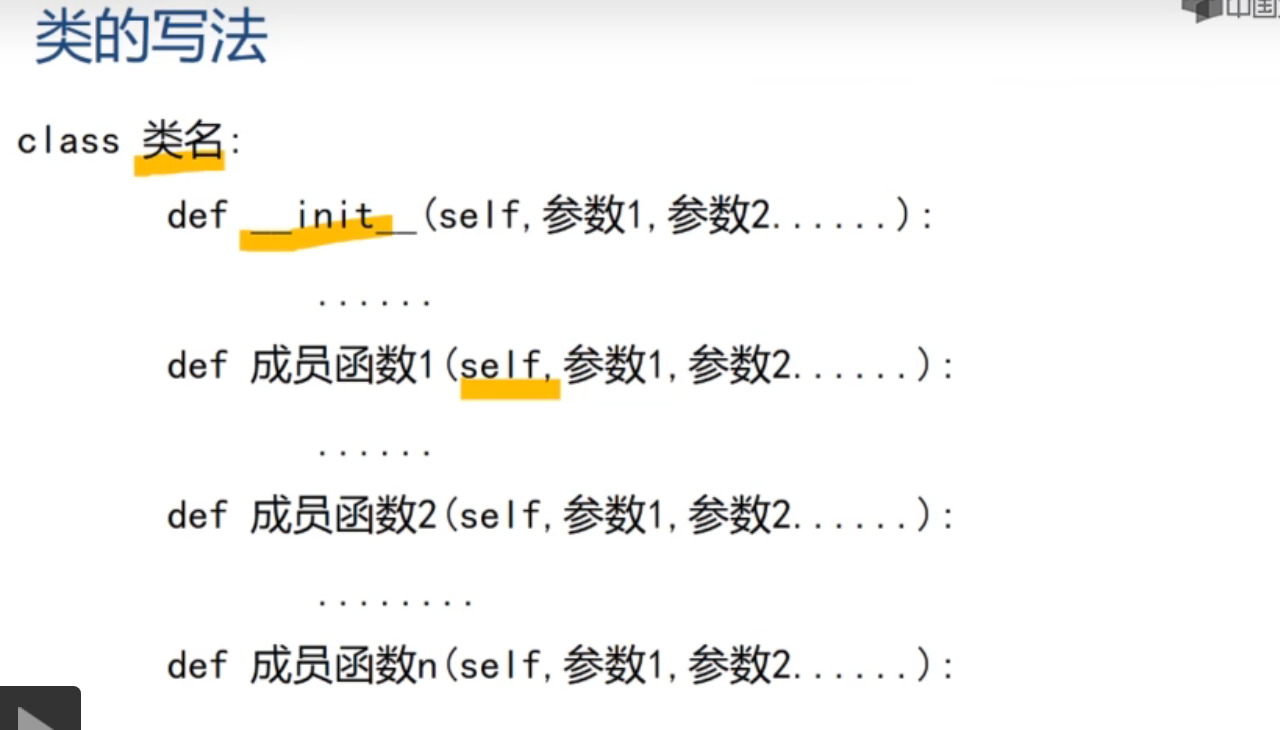 类的写法
中国
class 类名:
def __init__(self,参数1,参数2......):
......
def 成员函数1(self,参数1,参数2......):
......
def 成员函数2(self,参数1,参数2......):
........
def 成员函数n(self,参数1,参数2......):